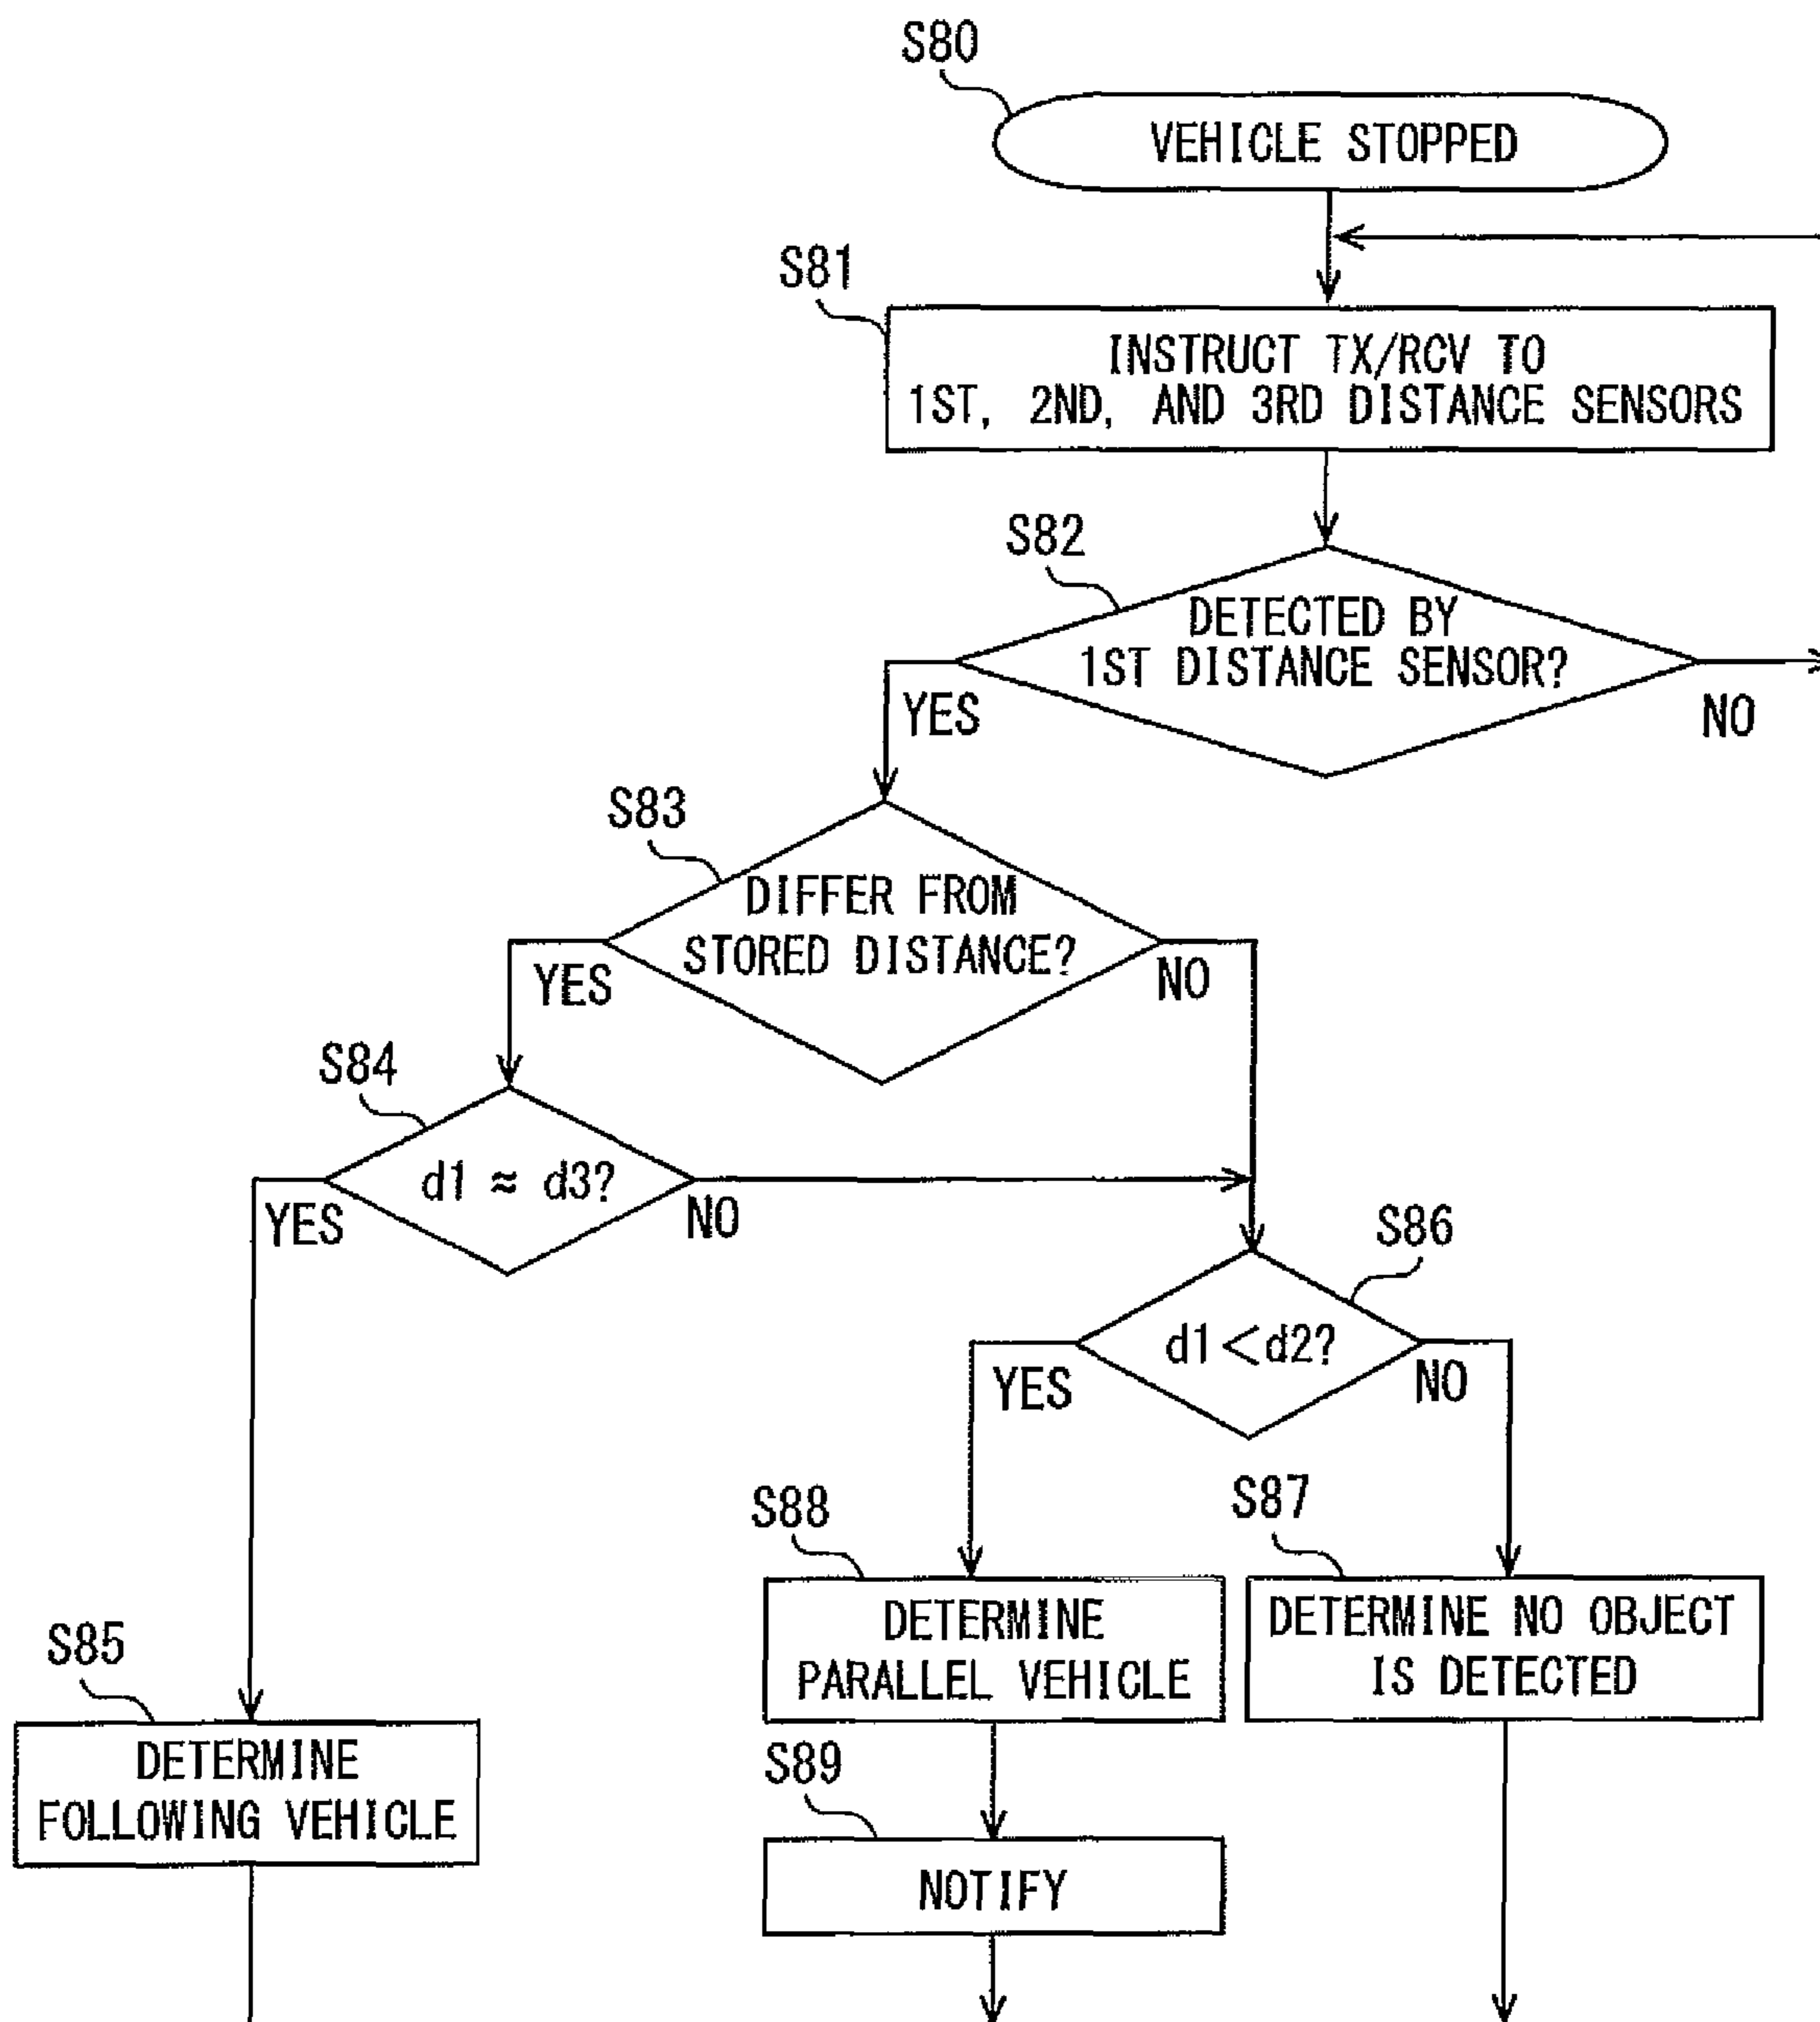 S80
VEHICLE STOPPED
S81
INSTRUCT TX/RCV TO
1ST, 2ND, AND 3RD DISTANCE SENSORS
S82
DETECTED BY
1ST DISTANCE SENSOR?
YES
NO
S83
DIFFER FROM
STORED DISTANCE?
YES
NO
S84
d1 ≈ d3?
YES
NO
S86
d1<d2?
YES
NO
S88
S87
DETERMINE
PARALLEL VEHICLE
DETERMINE NO OBJECT
IS DETECTED
S85
DETERMINE
FOLLOWING VEHICLE
S89
NOTIFY